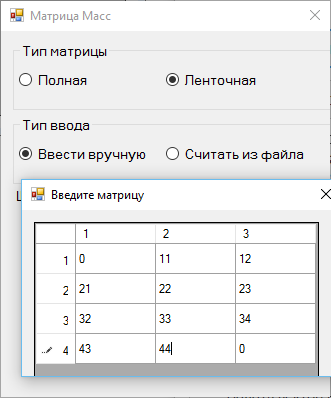 Матрица Масс
Тип матрицы
Полная Ленточная
Тип ввода
Ввести вручную Считать из файла
Введите матрицу
1 2 3
1 0 11 12
2 21 22 23
3 32 33 34
4 43 44 0